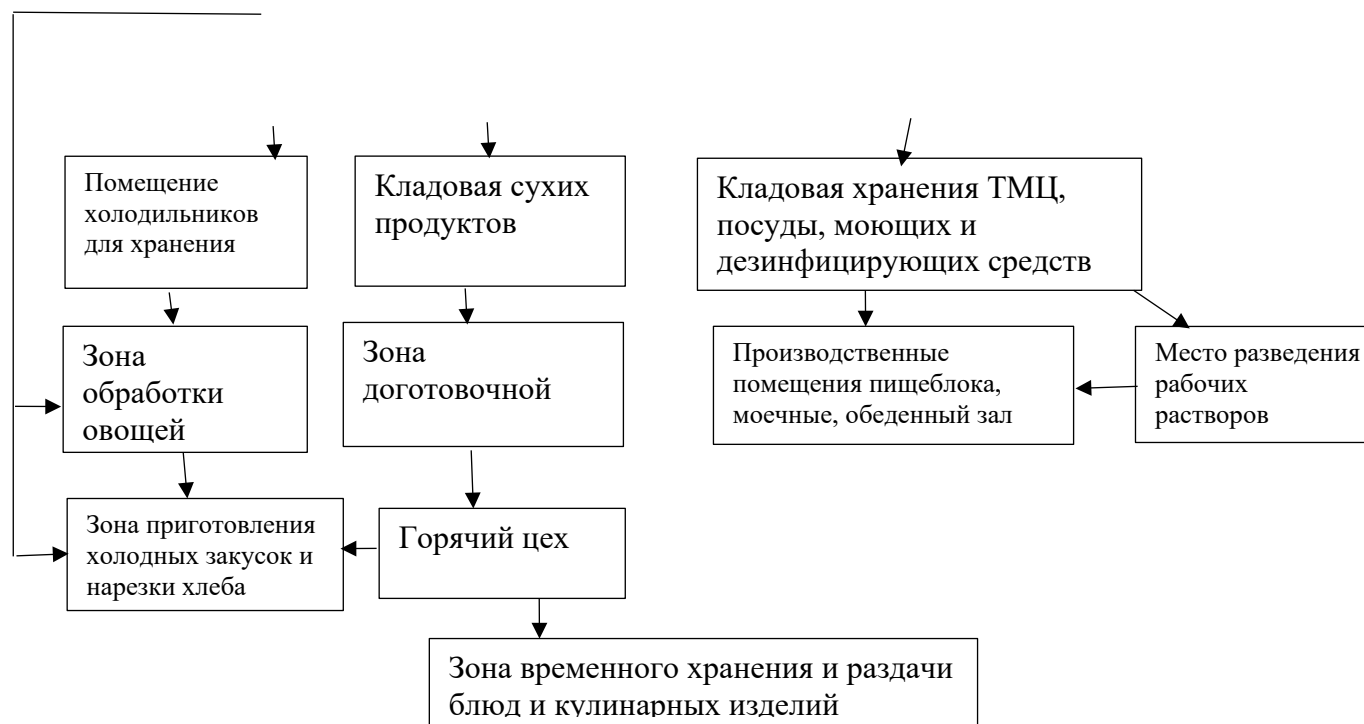 Помещение
холодильников
для хранения
Кладовая сухих
продуктов
Кладовая хранения ТМЦ,
посуды, моющих и
дезинфицирующих средств
Зона
обработки
овощей
Зона
доготовочной
Производственные
помещения пищеблока,
моечные, обеденный зал
Место разведения
рабочих
растворов
Зона приготовления
холодных закусок и
нарезки хлеба
Горячий цех
Зона временного хранения и раздачи
блюд и кулинарных изделий